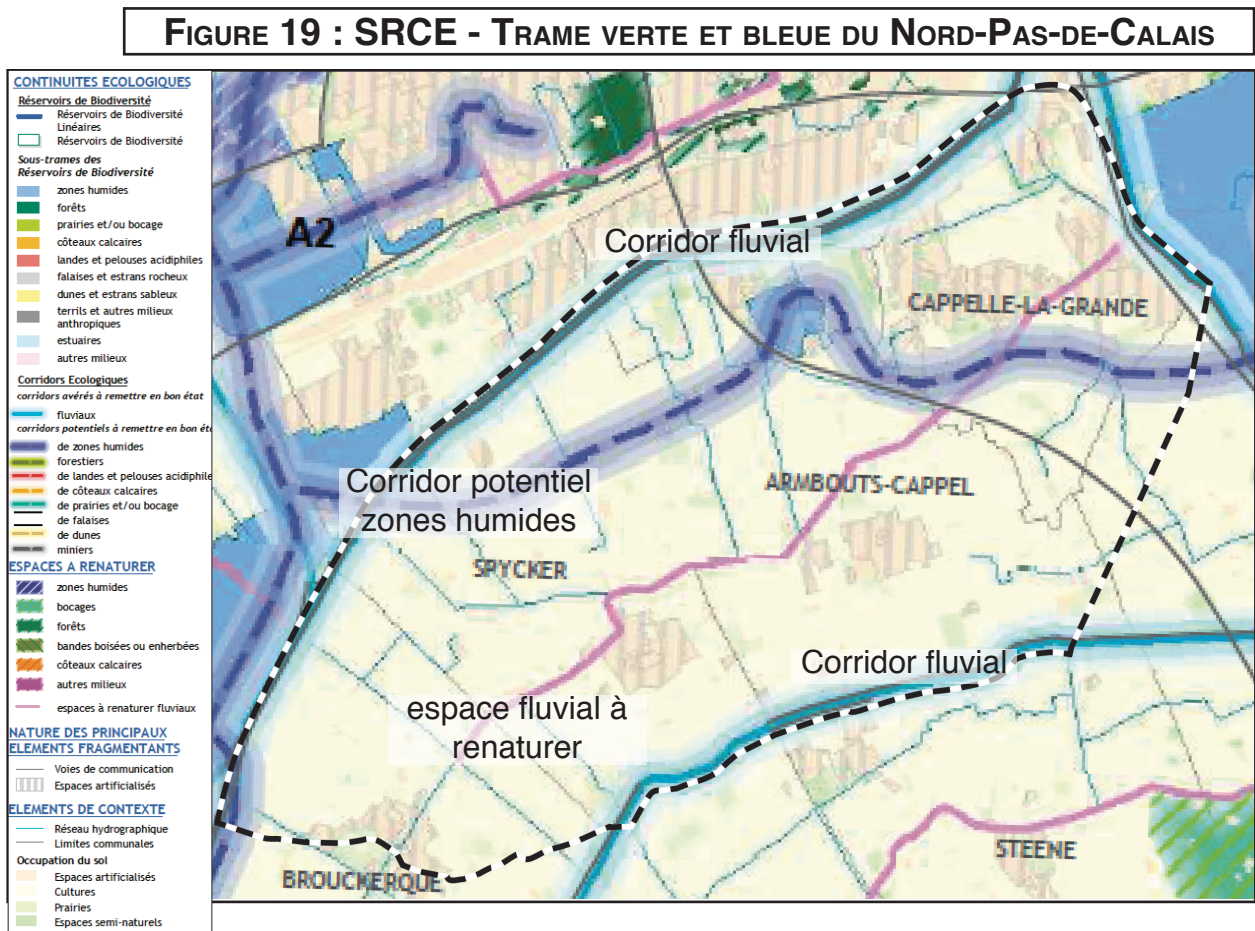 FIGURE 19 : SRCE - TRAME VERTE ET BLEUE DU NORD-PAS-DE-CALAIS
CONTINUITES ECOLOGIQUES
Réservoirs de Biodiversité
Réservoirs de Biodiversité
Linéaires
Réservoirs de Biodiversité
Sous-trames des
Réservoirs de Biodiversité
zones humides
forêts
prairies et/ou bocage
côteaux calcaires
landes et pelouses acidiphiles
falaises et estrans rocheux
dunes et estrans sableux
terrils et autres milieux
anthropiques
estuaires
autres milieux
Corridors Ecologiques
corridors avérés à remettre en bon état
fluviaux
corridors potentiels à remettre en bon éta
de zones humides
forestiers
de landes et pelouses acidiphile
de côteaux calcaires
de prairies et/ou bocage
de falaises
de dunes
miniers
ESPACES A RENATURER
zones humides
bocages
forêts
bandes boisées ou enherbées
côteaux calcaires
autres milieux
espaces à renaturer fluviaux
NATURE DES PRINCIPAUX
ELEMENTS FRAGMENTANTS
Voies de communication
Espaces artificialisés
ELEMENTS DE CONTEXTE
Réseau hydrographique
Limites communales
Occupation du sol
Espaces artificialisés
Cultures
Prairies
Espaces semi-naturels
A2
Corridor fluvial
CAPPELLE-LA-GRANDE
Corridor potentiel
zones humides
ARMBOUTS-CAPPEL
SPYCKER
Corridor fluvial
espace fluvial à
renaturer
STEENE
BROUCKERQUE